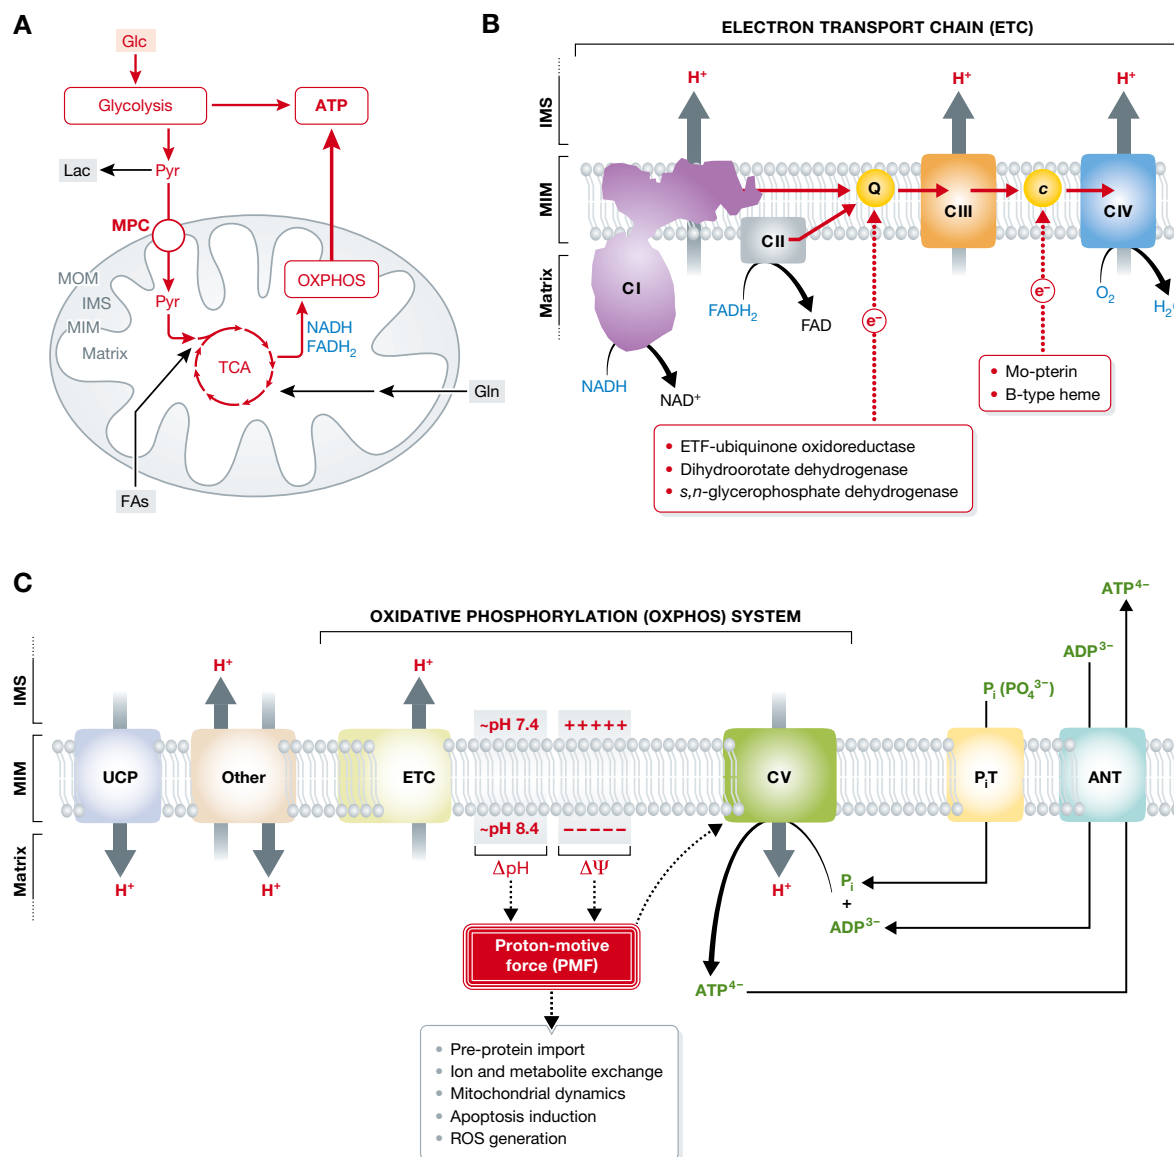 A
Glc
Glycolysis
ATP
Lac
Pyr
MPC
MOM
IMS
MIM
Matrix
Pyr
OXPHOS
NADH
FADH₂
TCA
Gln
FAs
B
ELECTRON TRANSPORT CHAIN (ETC)
IMS
MIM
Matrix
H⁺
H⁺
H⁺
Q
CIII
c
CIV
CII
CI
FADH₂
FAD
NADH
NAD⁺
e⁻
e⁻
O₂
• Mo-pterin
• B-type heme
• ETF-ubiquinone oxidoreductase
• Dihydroorotate dehydrogenase
• s,n-glycerophosphate dehydrogenase
C
OXIDATIVE PHOSPHORYLATION (OXPHOS) SYSTEM
IMS
MIM
Matrix
H⁺
H⁺
ATP⁴⁻
ADP³⁻
Pᵢ (PO₄³⁻)
~pH 7.4
+++++
UCP
Other
ETC
CV
PᵢT
ANT
~pH 8.4
−−−−−
ΔpH
ΔΨ
H⁺
H⁺
H⁺
Pᵢ
+
ADP³⁻
Proton-motive
force (PMF)
ATP⁴⁻
• Pre-protein import
• Ion and metabolite exchange
• Mitochondrial dynamics
• Apoptosis induction
• ROS generation